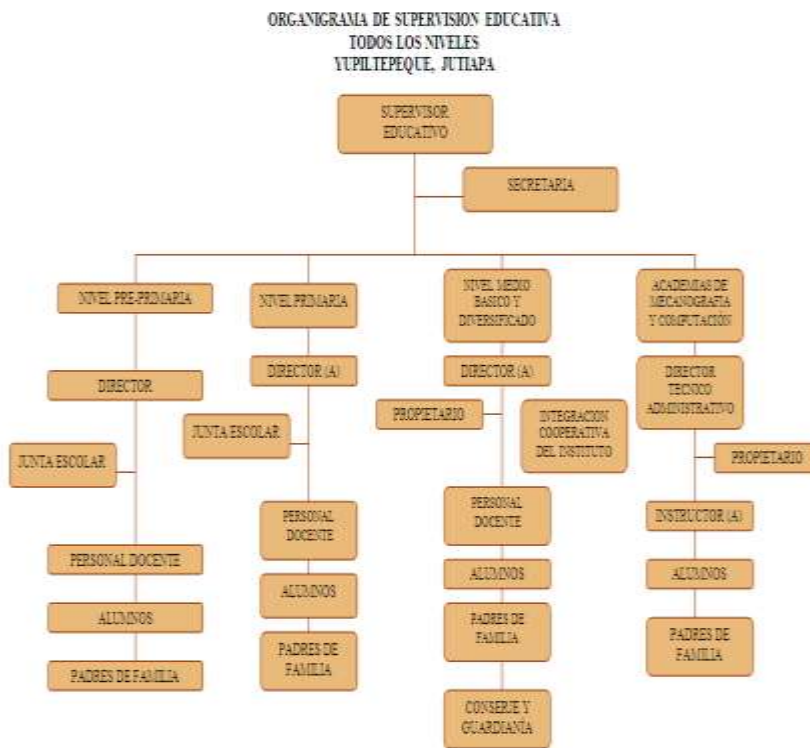 ORGANIGRAMA DE SUPERVISION EDUCATIVA
TODOS LOS NIVELES
YUPILTEPEQUE, JUTIAPA
SUPERVISOR
EDUCATIVO
SECRETARIA
NIVEL PRE-PRIMARIA
DIRECTOR
JUNTA ESCOLAR
PERSONAL DOCENTE
ALUMNOS
PADRES DE FAMILIA
NIVEL PRIMARIA
DIRECTOR (A)
JUNTA ESCOLAR
PERSONAL
DOCENTE
ALUMNOS
PADRES DE
FAMILIA
NIVEL MEDIO
BASICO Y
DIVERSIFICADO
DIRECTOR (A)
PROPIETARIO
INTEGRACION
COOPERATIVA
DEL INSTITUTO
PERSONAL
DOCENTE
ALUMNOS
PADRES DE
FAMILIA
CONSERJE Y
GUARDIANÍA
ACADEMIAS DE
MECANOGRAFIA
Y COMPUTACIÓN
DIRECTOR
TECNICO
ADMINISTRATIVO
PROPIETARIO
INSTRUCTOR (A)
ALUMNOS
PADRES DE
FAMILIA